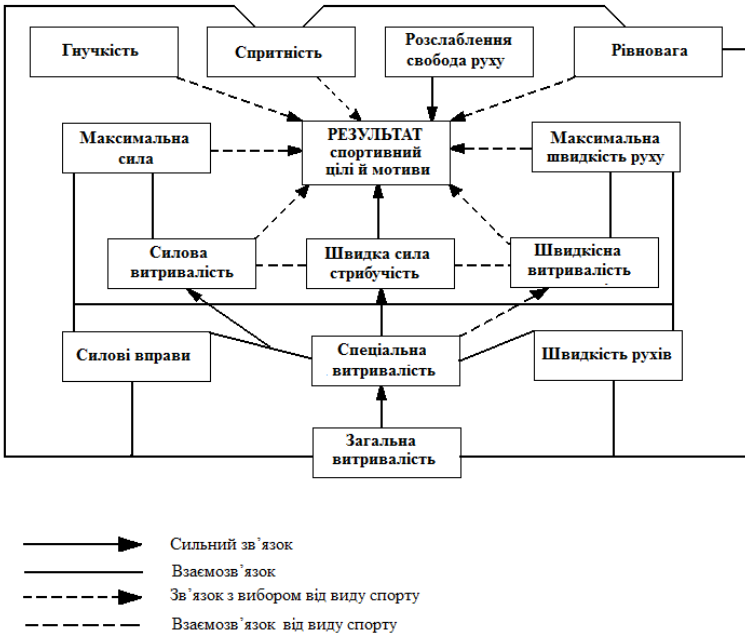 Гнучкість
Спритність
Розслаблення
свобода руху
Рівновага
Максимальна
сила
РЕЗУЛЬТАТ
спортивний
цілі й мотиви
Максимальна
швидкість руху
Силова
витривалість
Швидка сила
стрибучість
Швидкісна
витривалість
Силові вправи
Спеціальна
витривалість
Швидкість рухів
Загальна
витривалість
Сильний зв’язок
Взаємозв’язок
Зв’язок з вибором від виду спорту
Взаємозв’язок від виду спорту